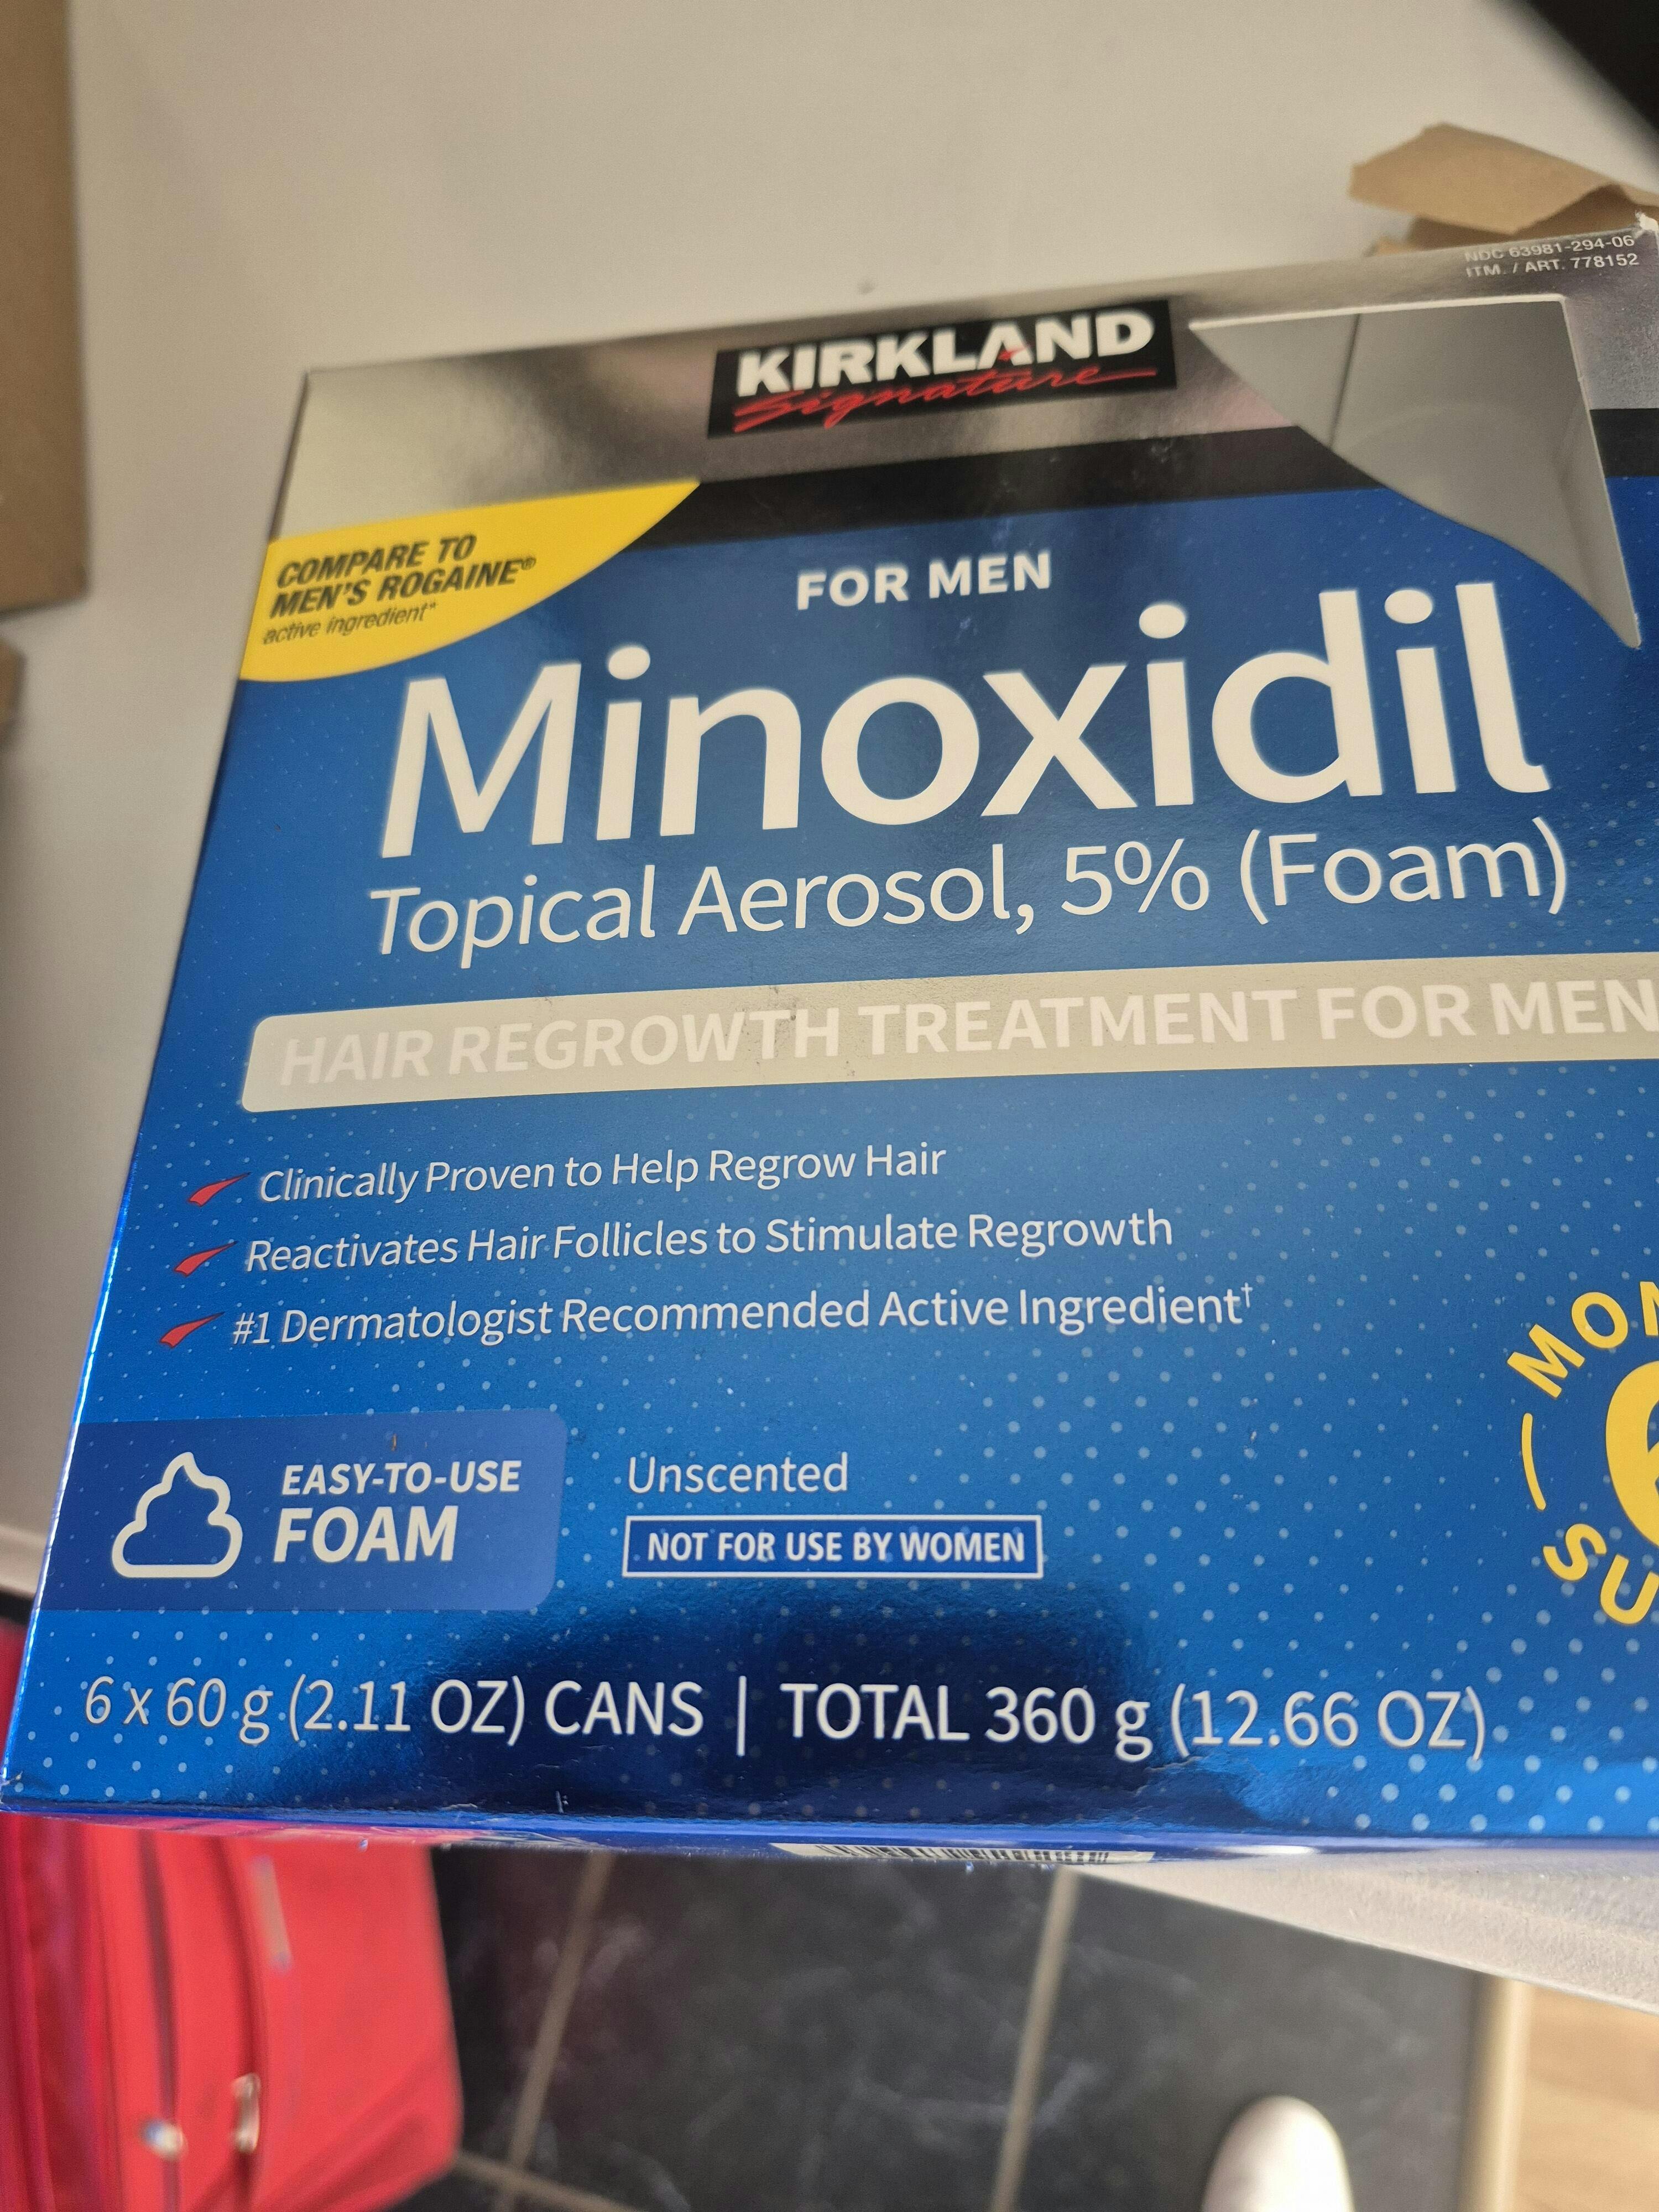 NDC 63981-294-06
ITM. / ART. 778152
KIRKLAND
Signature
COMPARE TO
MEN'S ROGAINE®
active ingredient*
FOR MEN
Minoxidil
Topical Aerosol, 5% (Foam)
HAIR REGROWTH TREATMENT FOR MEN
Clinically Proven to Help Regrow Hair
Reactivates Hair Follicles to Stimulate Regrowth
#1 Dermatologist Recommended Active Ingredient†
EASY-TO-USE
FOAM
Unscented
NOT FOR USE BY WOMEN
6 x 60 g (2.11 OZ) CANS | TOTAL 360 g (12.66 OZ)